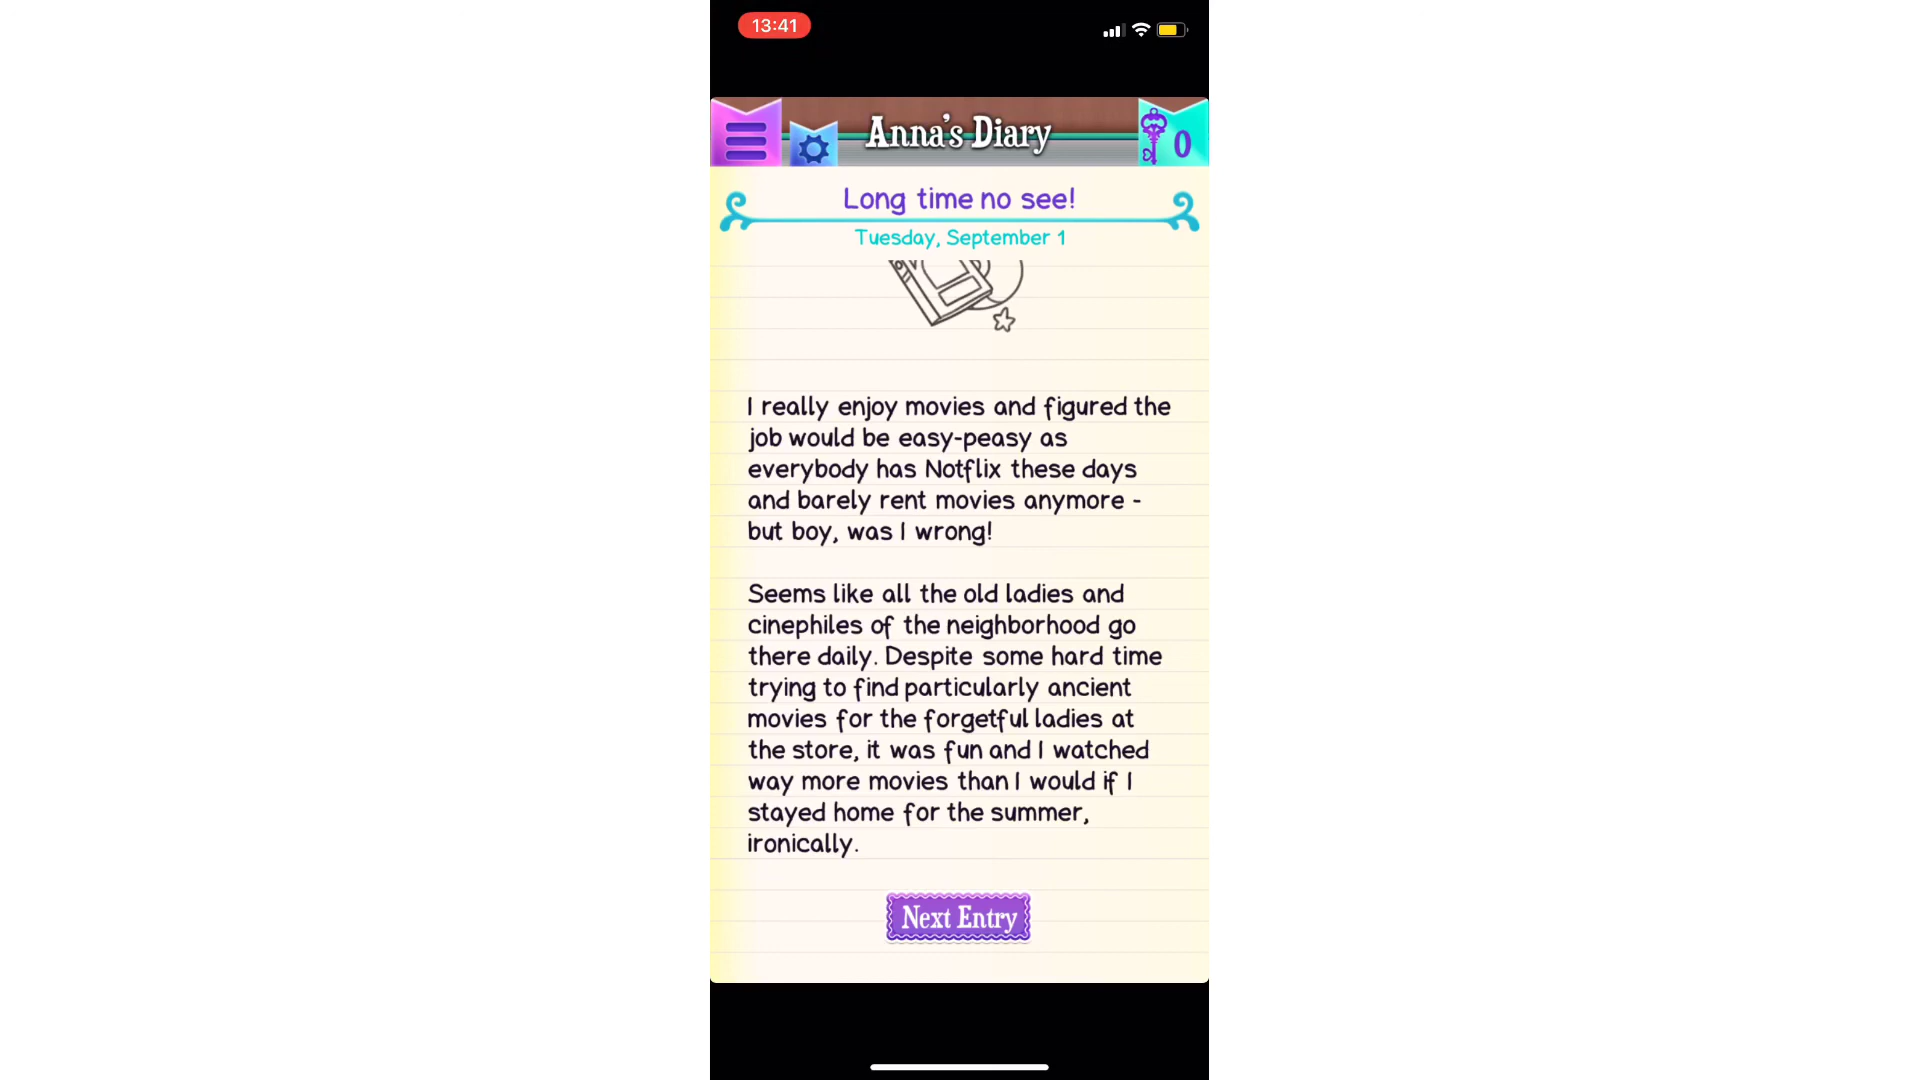 13:41
Anna's Diary
0
Long time no see!
Tuesday, September 1
I really enjoy movies and figured the
job would be easy-peasy as
everybody has Notflix these days
and barely rent movies anymore -
but boy, was I wrong!
Seems like all the old ladies and
cinephiles of the neighborhood go
there daily. Despite some hard time
trying to find particularly ancient
movies for the forgetful ladies at
the store, it was fun and I watched
way more movies than I would if I
stayed home for the summer,
ironically.
Next Entry